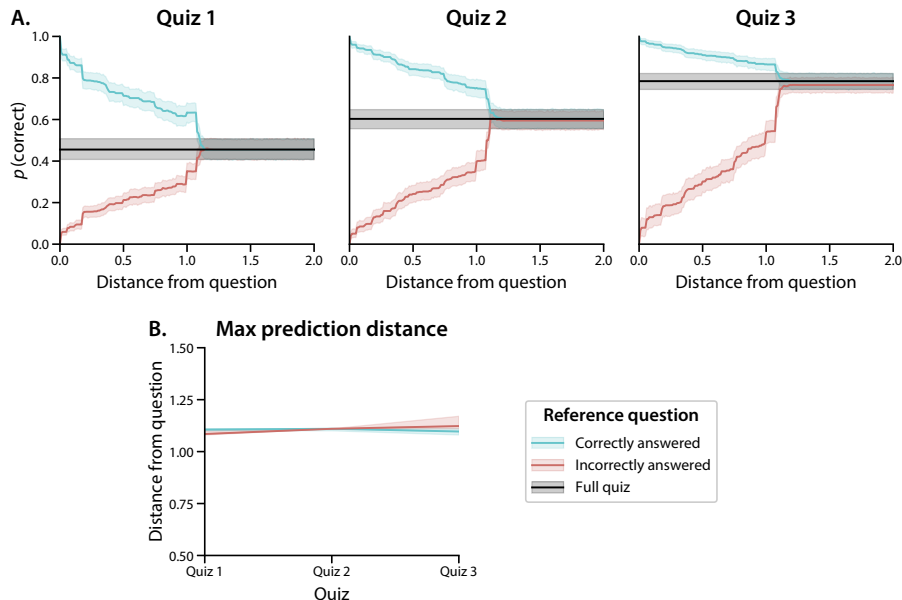 A.
Quiz 1
Quiz 2
Quiz 3
p(correct)
1.0
0.8
0.6
0.4
0.2
0.0
0.0 0.5 1.0 1.5 2.0
0.0 0.5 1.0 1.5 2.0
0.0 0.5 1.0 1.5 2.0
Distance from question
Distance from question
Distance from question
B.
Max prediction distance
Distance from question
1.50
1.25
1.00
0.75
0.50
Quiz 1 Quiz 2 Quiz 3
Quiz
Reference question
Correctly answered
Incorrectly answered
Full quiz